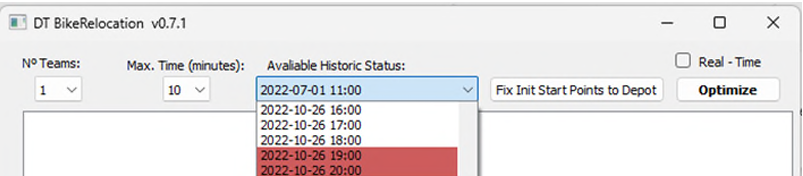 DT BikeRelocation v0.7.1
Nº Teams:
Max. Time (minutes):
Avaliable Historic Status:
Real - Time
1
10
2022-07-01 11:00
Fix Init Start Points to Depot
Optimize
2022-10-26 16:00
2022-10-26 17:00
2022-10-26 18:00
2022-10-26 19:00
2022-10-26 20:00